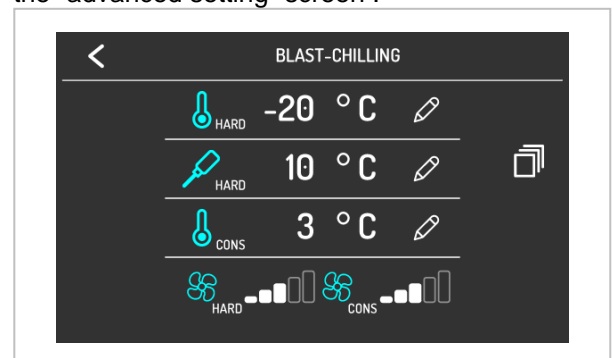 the "advanced setting" screen .
BLAST-CHILLING
HARD -20 °C
HARD 10 °C
CONS 3 °C
HARD CONS